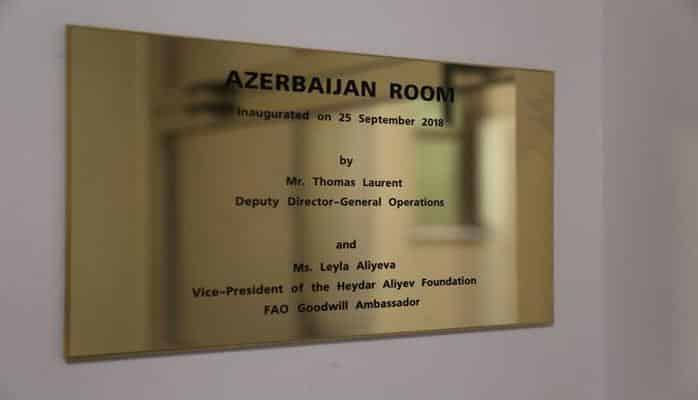 AZERBAIJAN ROOM
inaugurated on 25 September 2018
by
Mr. Thomas Laurent
Deputy Director-General Operations
and
Ms. Leyla Aliyeva
Vice-President of the Heydar Aliyev Foundation
FAO Goodwill Ambassador